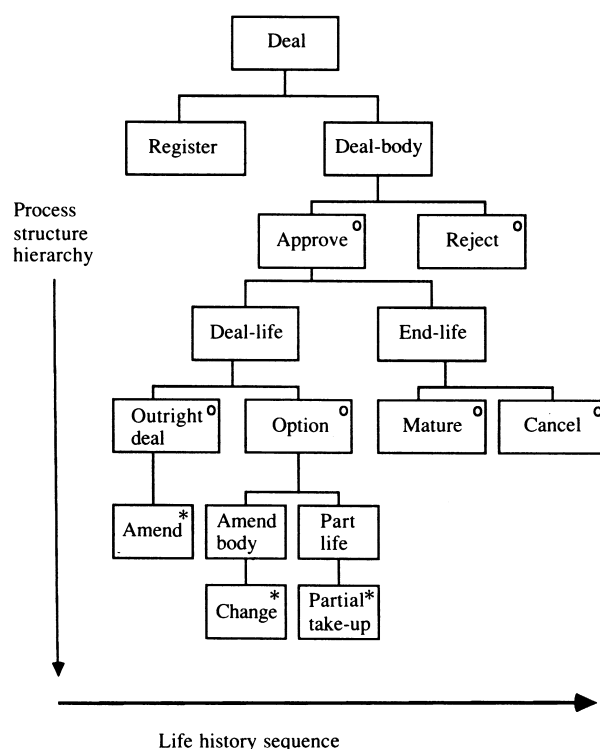 Deal
Register
Deal-body
Process
structure
hierarchy
Approve o
Reject o
Deal-life
End-life
Outright o
deal
Option o
Mature o
Cancel o
Amend *
Amend
body
Part
life
Change *
Partial *
take-up
Life history sequence